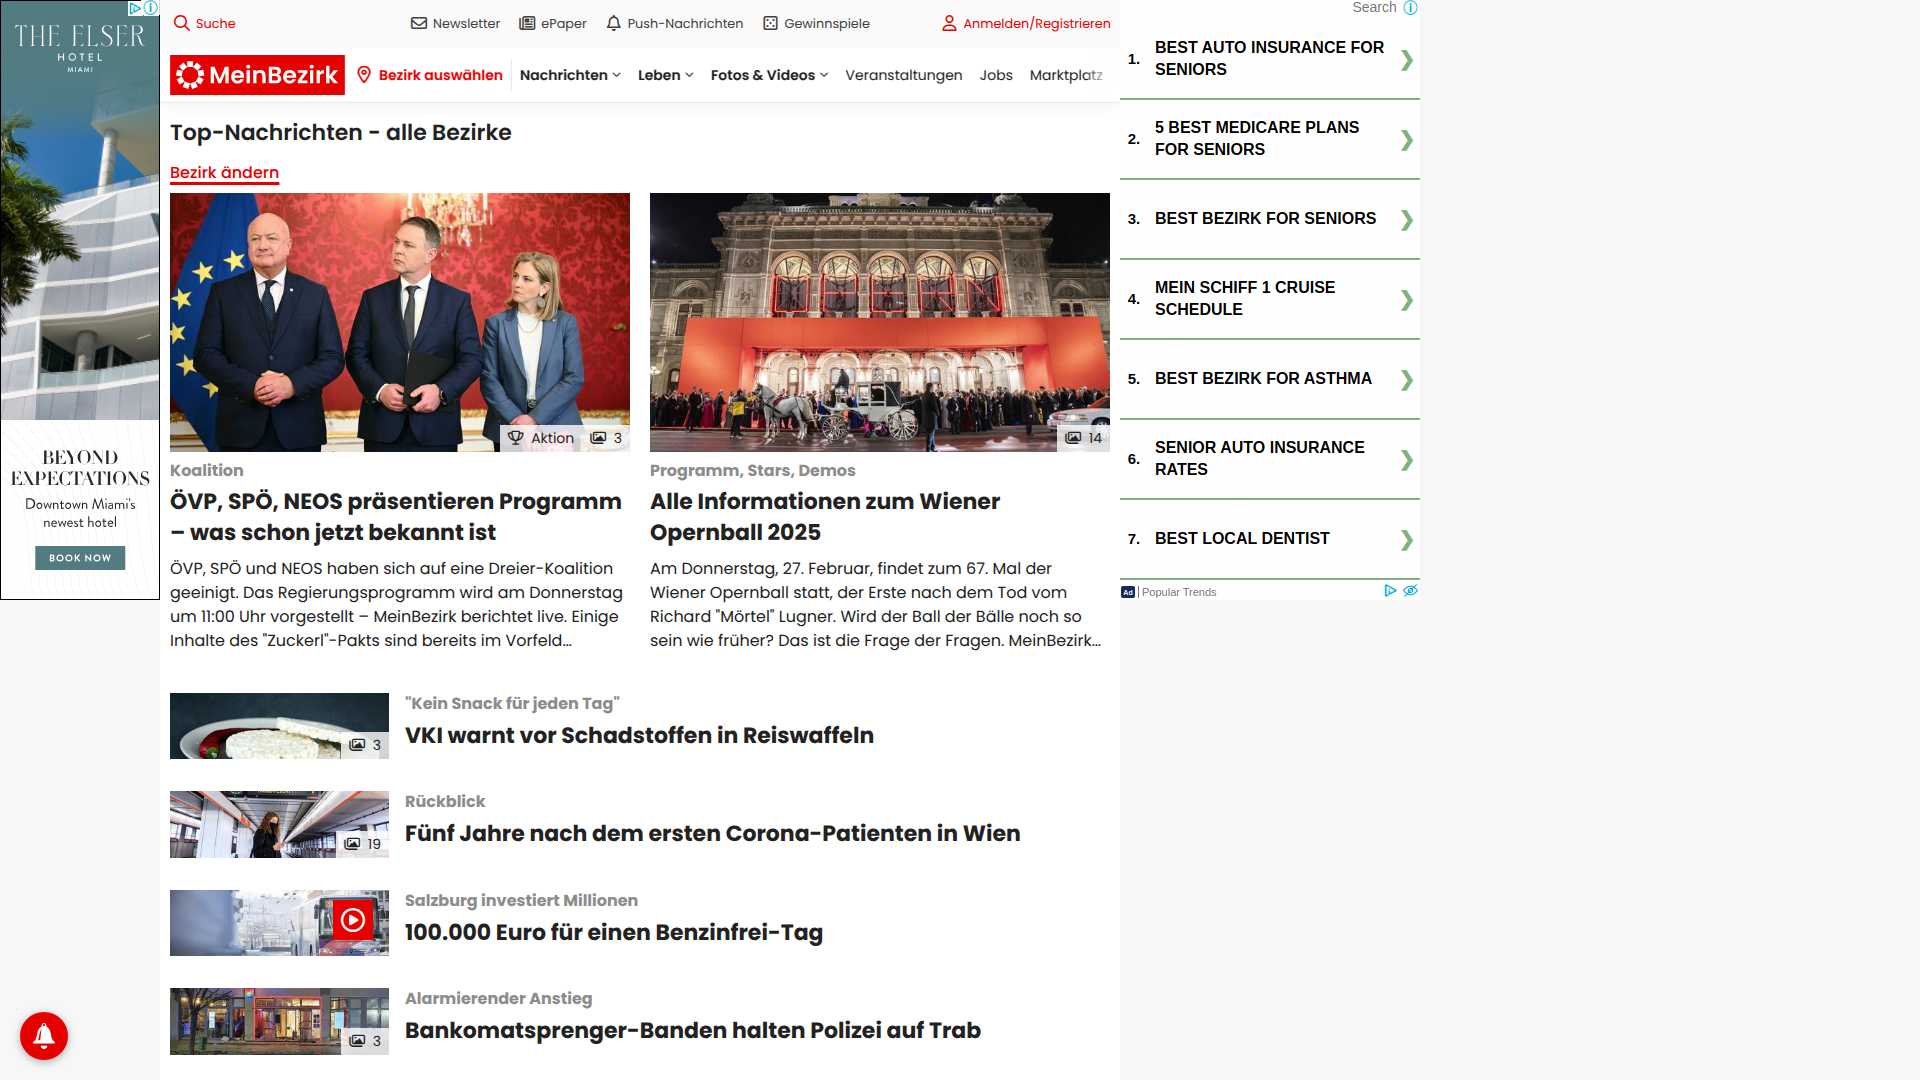 THE ELSER
HOTEL
MIAMI
BEYOND
EXPECTATIONS
Downtown Miami's
newest hotel
BOOK NOW
Suche
Newsletter
ePaper
Push-Nachrichten
Gewinnspiele
Anmelden/Registrieren
MeinBezirk
Bezirk auswählen
Nachrichten
Leben
Fotos & Videos
Veranstaltungen
Jobs
Marktplatz
Top-Nachrichten - alle Bezirke
Bezirk ändern
Aktion
3
Koalition
ÖVP, SPÖ, NEOS präsentieren Programm
– was schon jetzt bekannt ist
ÖVP, SPÖ und NEOS haben sich auf eine Dreier-Koalition
geeinigt. Das Regierungsprogramm wird am Donnerstag
um 11:00 Uhr vorgestellt – MeinBezirk berichtet live. Einige
Inhalte des "Zuckerl"-Pakts sind bereits im Vorfeld...
14
Programm, Stars, Demos
Alle Informationen zum Wiener
Opernball 2025
Am Donnerstag, 27. Februar, findet zum 67. Mal der
Wiener Opernball statt, der Erste nach dem Tod vom
Richard "Mörtel" Lugner. Wird der Ball der Bälle noch so
sein wie früher? Das ist die Frage der Fragen. MeinBezirk...
3
"Kein Snack für jeden Tag"
VKI warnt vor Schadstoffen in Reiswaffeln
19
Rückblick
Fünf Jahre nach dem ersten Corona-Patienten in Wien
Salzburg investiert Millionen
100.000 Euro für einen Benzinfrei-Tag
3
Alarmierender Anstieg
Bankomatsprenger-Banden halten Polizei auf Trab
Search
1. BEST AUTO INSURANCE FOR
SENIORS
2. 5 BEST MEDICARE PLANS
FOR SENIORS
3. BEST BEZIRK FOR SENIORS
4. MEIN SCHIFF 1 CRUISE
SCHEDULE
5. BEST BEZIRK FOR ASTHMA
6. SENIOR AUTO INSURANCE
RATES
7. BEST LOCAL DENTIST
Ad | Popular Trends